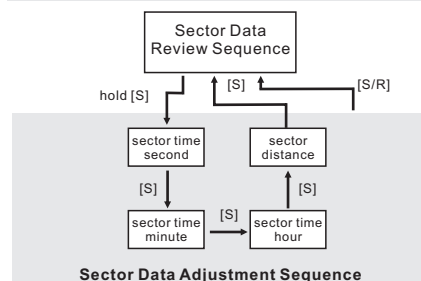 Sector Data
Review Sequence
hold [S]
[S]
[S/R]
sector time
second
sector
distance
[S]
[S]
[S]
sector time
minute
sector time
hour
Sector Data Adjustment Sequence